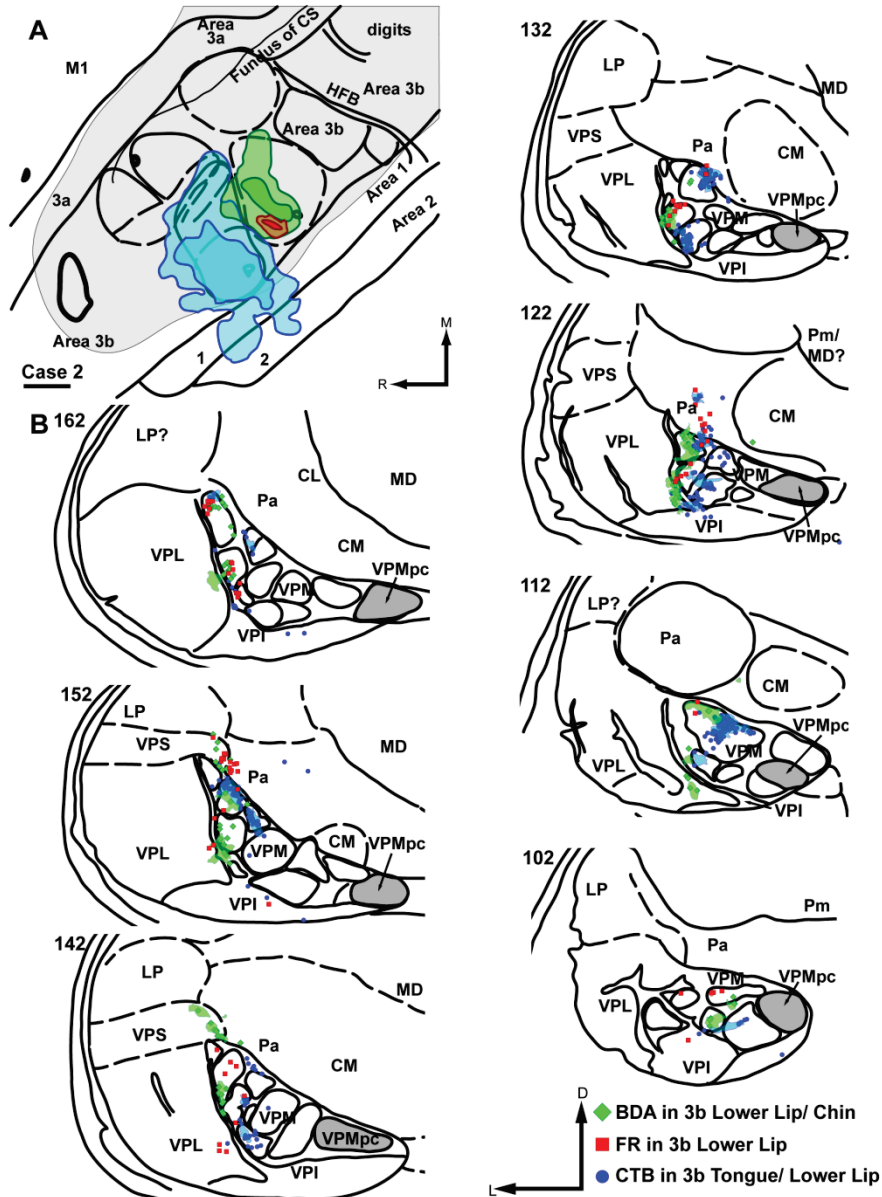 A
M1
Area
3a
Fundus of CS
digits
Area 3b
HFB
Area 3b
Area 1
Area 2
3a
Area 3b
1
2
Case 2
M
R
B
162
LP?
CL
MD
Pa
VPL
CM
VPM
VPMpc
VPI
152
LP
VPS
Pa
MD
VPL
VPM
CM
VPMpc
VPI
142
LP
MD
VPS
Pa
CM
VPM
VPMpc
VPL
VPI
132
LP
MD
VPS
Pa
CM
VPL
VPMpc
VPM
VPI
122
Pm/
MD?
VPS
Pa
CM
VPL
VPM
VPI
VPMpc
112
LP?
Pa
CM
VPMpc
VPM
VPL
VPI
102
LP
Pm
Pa
VPM
VPMpc
VPL
VPI
D
L
BDA in 3b Lower Lip/ Chin
FR in 3b Lower Lip
CTB in 3b Tongue/ Lower Lip